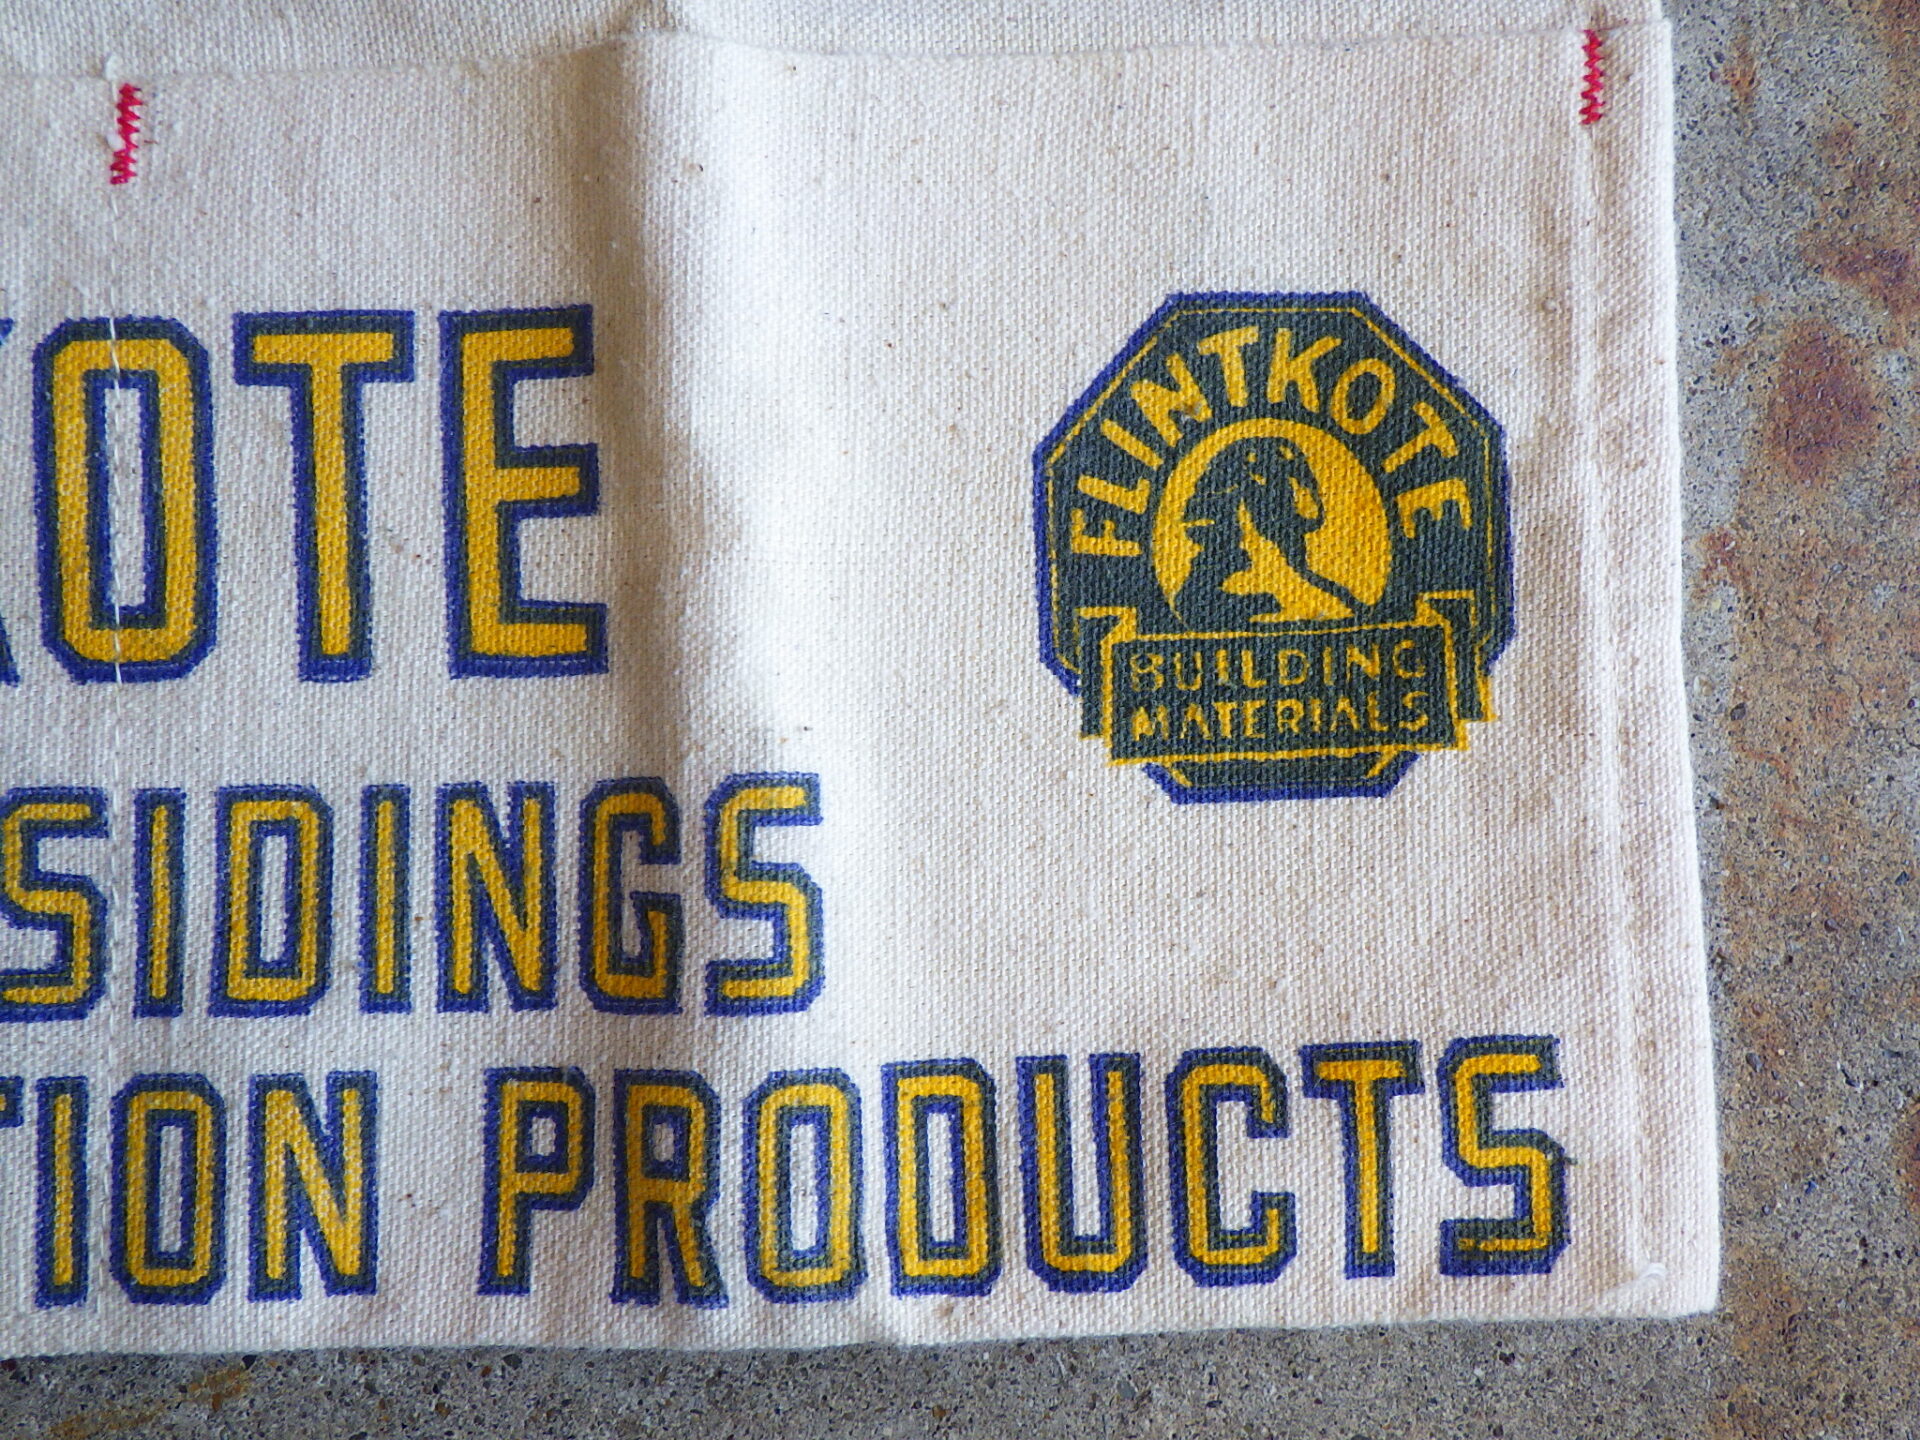 KOTE
FLINTKOTE
BUILDING
MATERIALS
SIDINGS
TION PRODUCTS